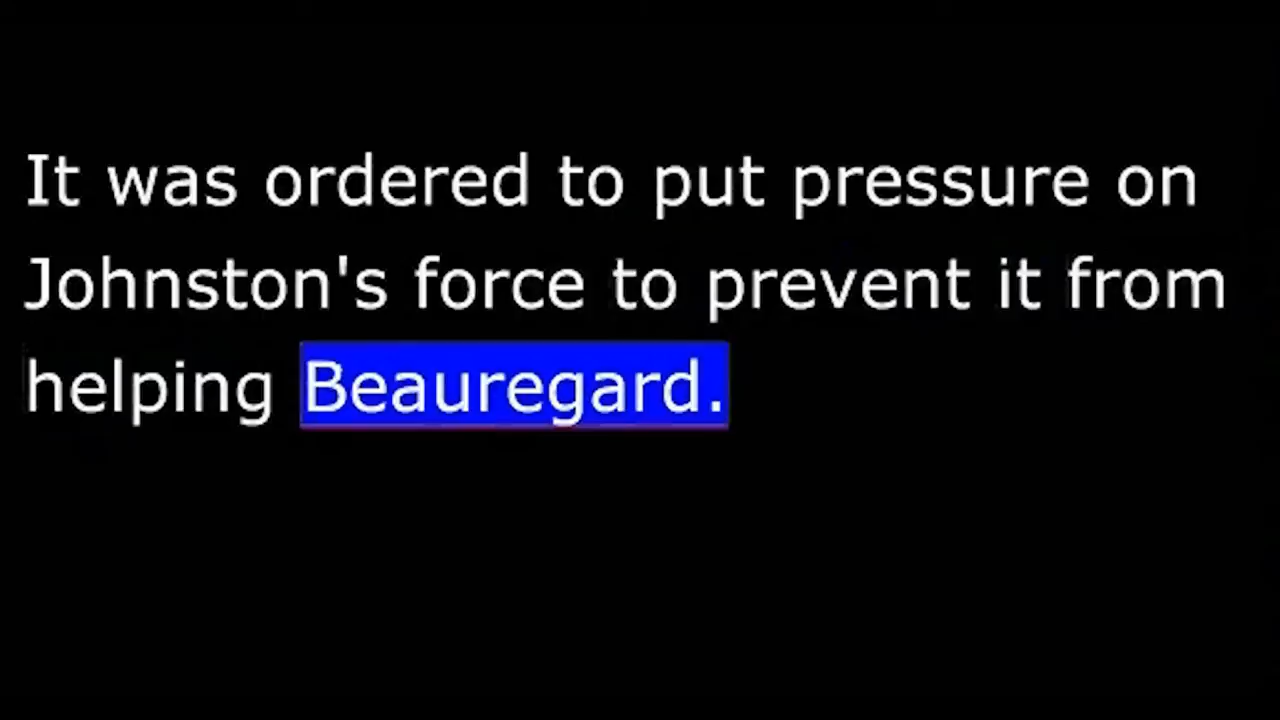 It was ordered to put pressure on
Johnston's force to prevent it from
helping Beauregard.